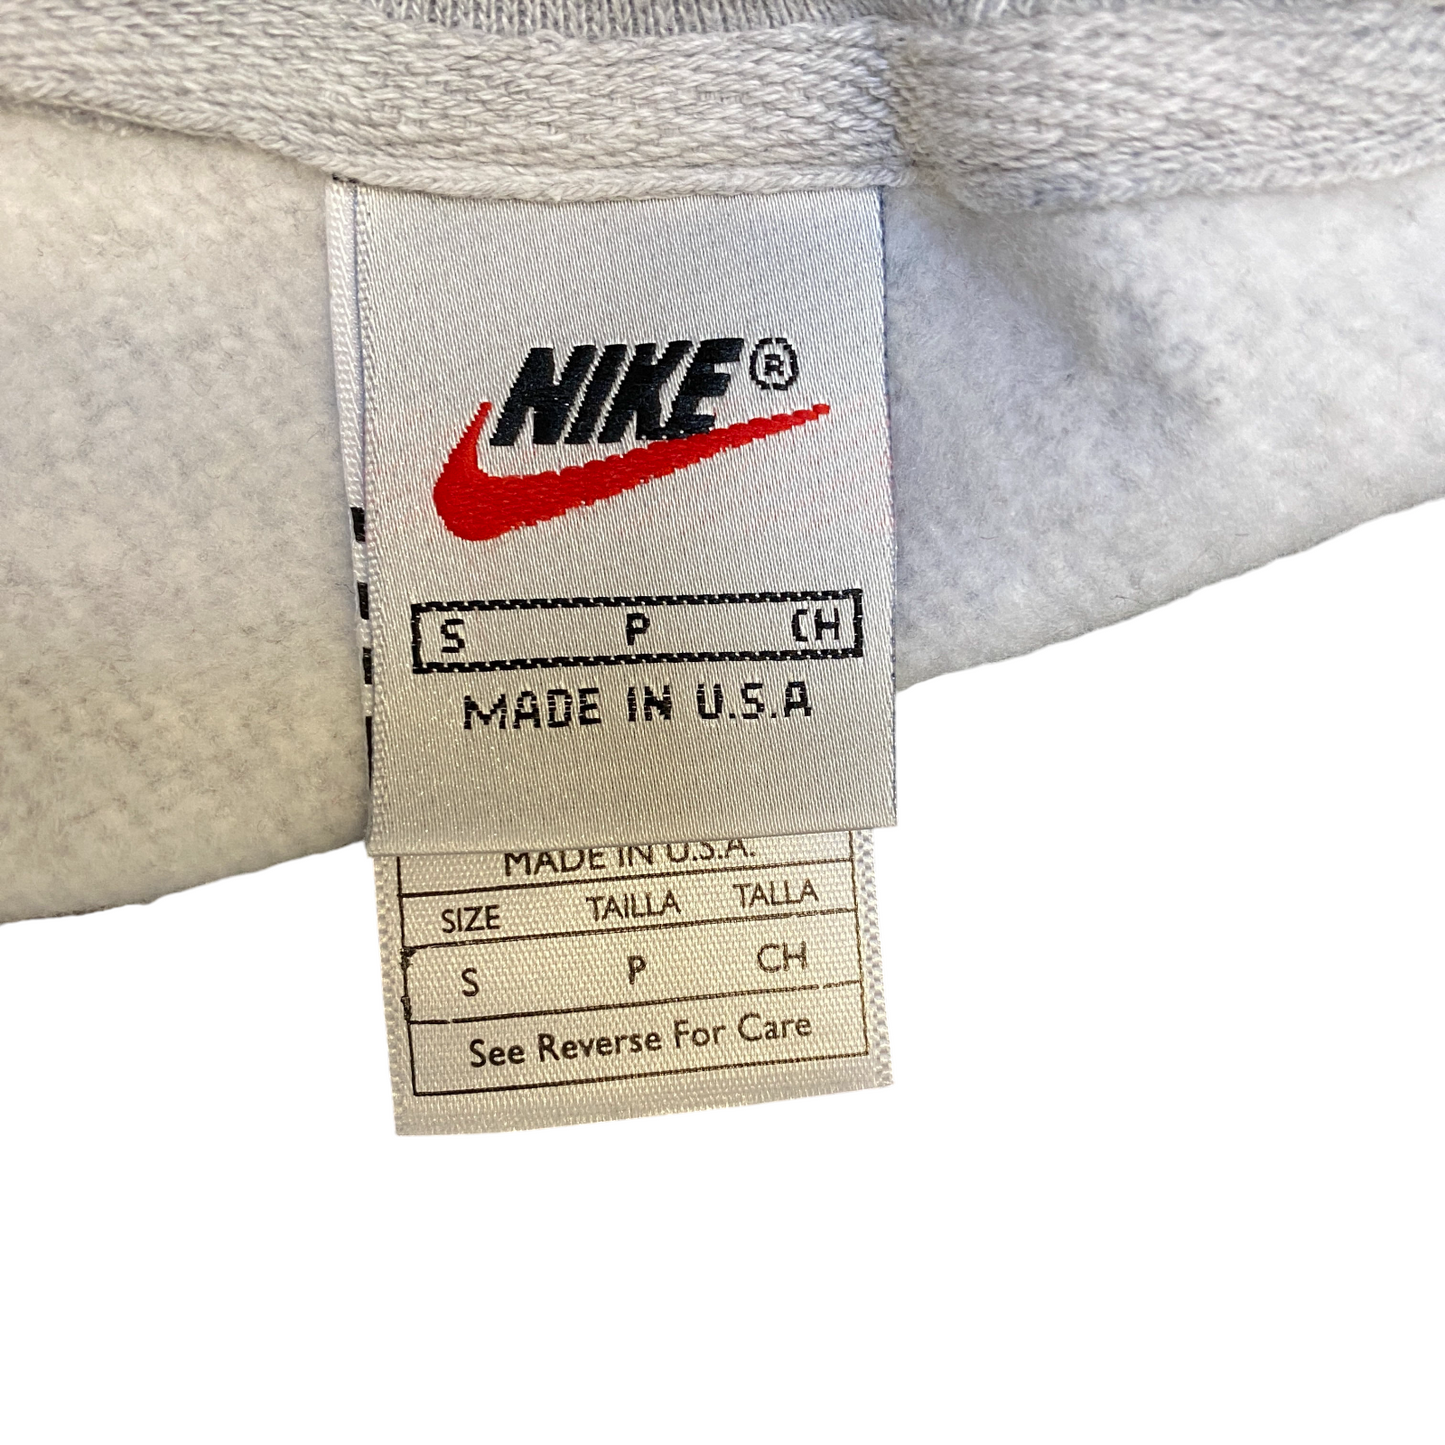 NIKE®
S P CH
MADE IN U.S.A
MADE IN U.S.A.
SIZE TAILLA TALLA
S P CH
See Reverse For Care